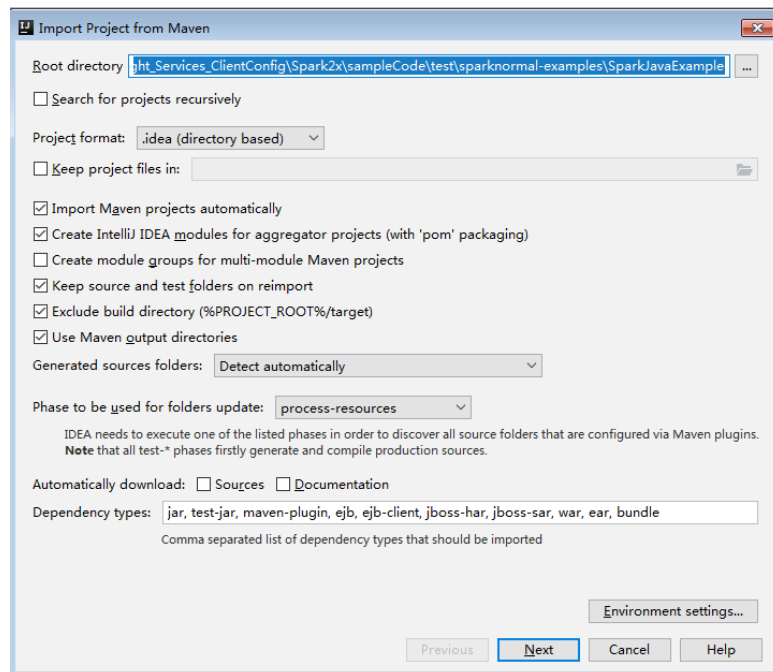 Import Project from Maven
Root directory ght_Services_ClientConfig\Spark2x\sampleCode\test\sparknormal-examples\SparkJavaExample ...
Search for projects recursively
Project format: .idea (directory based)
Keep project files in:
Import Maven projects automatically
Create IntelliJ IDEA modules for aggregator projects (with 'pom' packaging)
Create module groups for multi-module Maven projects
Keep source and test folders on reimport
Exclude build directory (%PROJECT_ROOT%/target)
Use Maven output directories
Generated sources folders: Detect automatically
Phase to be used for folders update: process-resources
IDEA needs to execute one of the listed phases in order to discover all source folders that are configured via Maven plugins.
Note that all test-* phases firstly generate and compile production sources.
Automatically download: Sources Documentation
Dependency types: jar, test-jar, maven-plugin, ejb, ejb-client, jboss-har, jboss-sar, war, ear, bundle
Comma separated list of dependency types that should be imported
Environment settings...
Previous Next Cancel Help